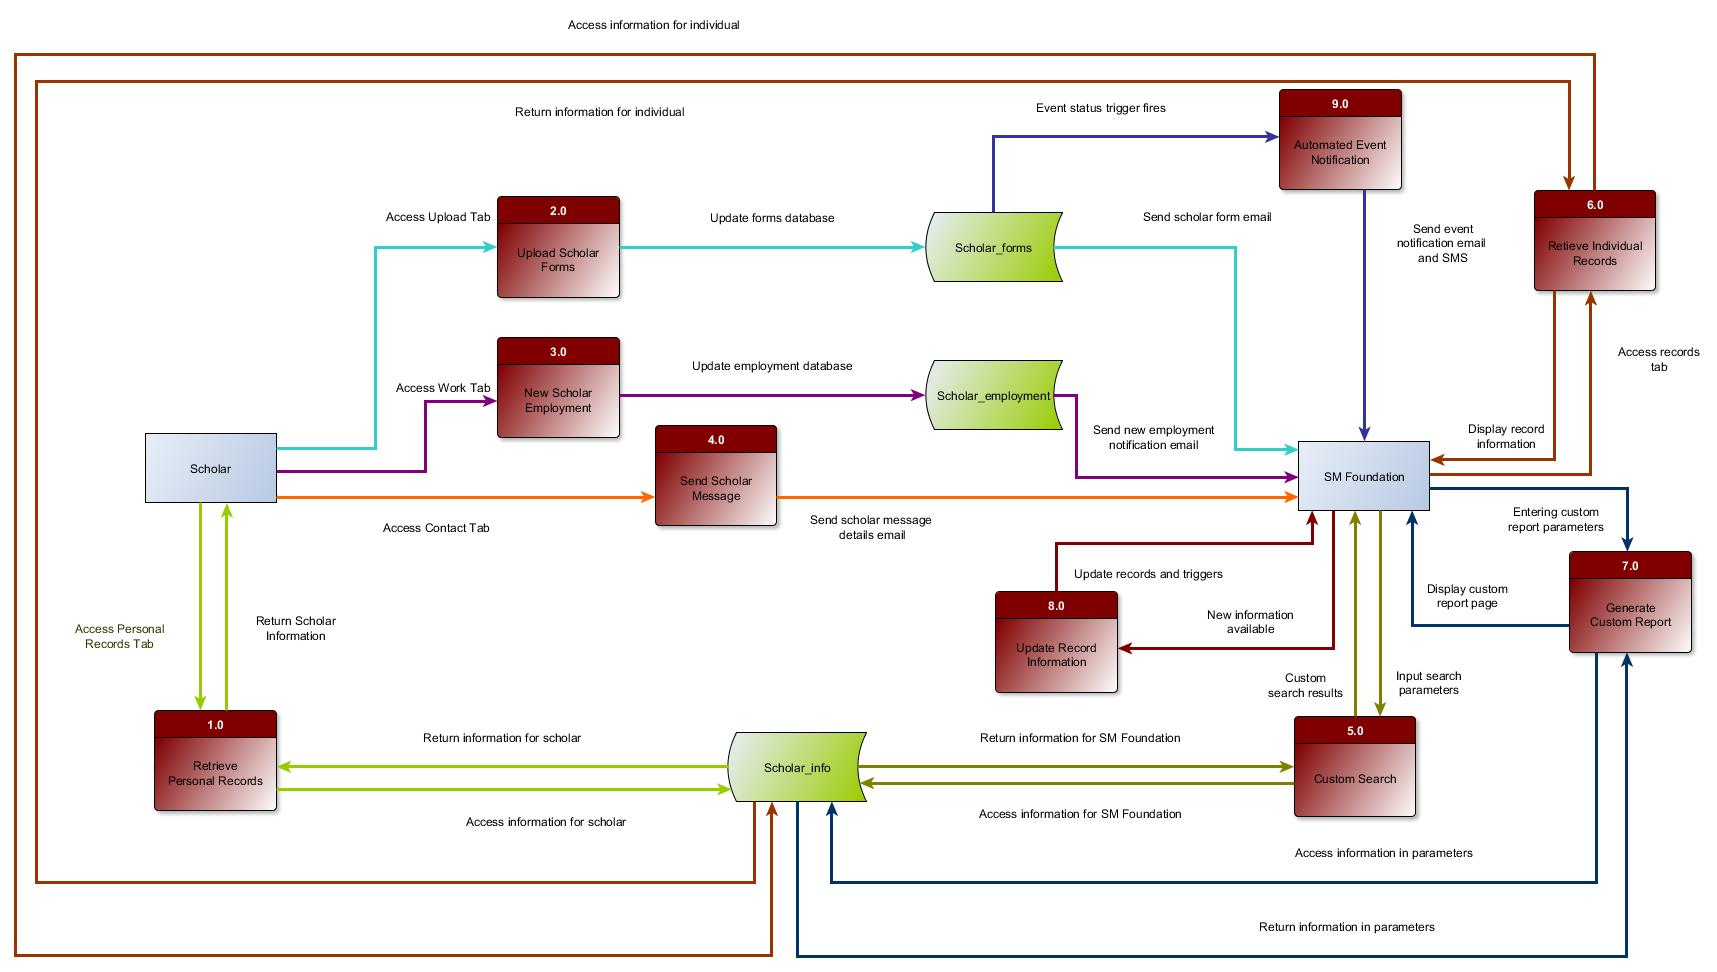 Access information for individual
Return information for individual
Event status trigger fires
9.0
Automated Event
Notification
6.0
Retieve Individual
Records
Access Upload Tab
2.0
Upload Scholar
Forms
Update forms database
Scholar_forms
Send scholar form email
Send event
notification email
and SMS
Access records
tab
3.0
New Scholar
Employment
Access Work Tab
Update employment database
Scholar_employment
Send new employment
notification email
Display record
information
Scholar
4.0
Send Scholar
Message
SM Foundation
Access Contact Tab
Send scholar message
details email
Entering custom
report parameters
7.0
Generate
Custom Report
Update records and triggers
Display custom
report page
8.0
Update Record
Information
New information
available
Access Personal
Records Tab
Return Scholar
Information
Custom
search results
Input search
parameters
1.0
Retrieve
Personal Records
Return information for scholar
Scholar_info
Return information for SM Foundation
5.0
Custom Search
Access information for scholar
Access information for SM Foundation
Access information in parameters
Return information in parameters